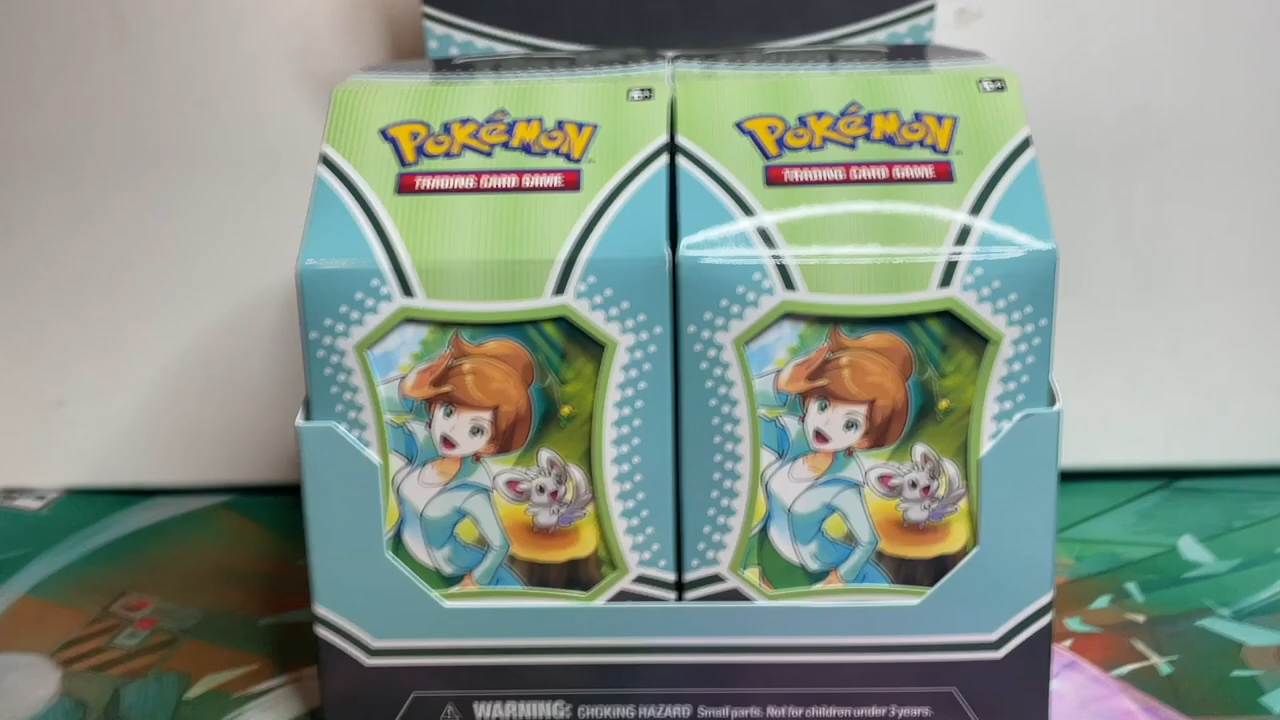 POKéMON
TRADING CARD GAME
POKéMON
TRADING CARD GAME
WARNING: CHOKING HAZARD Small parts. Not for children under 3 years.